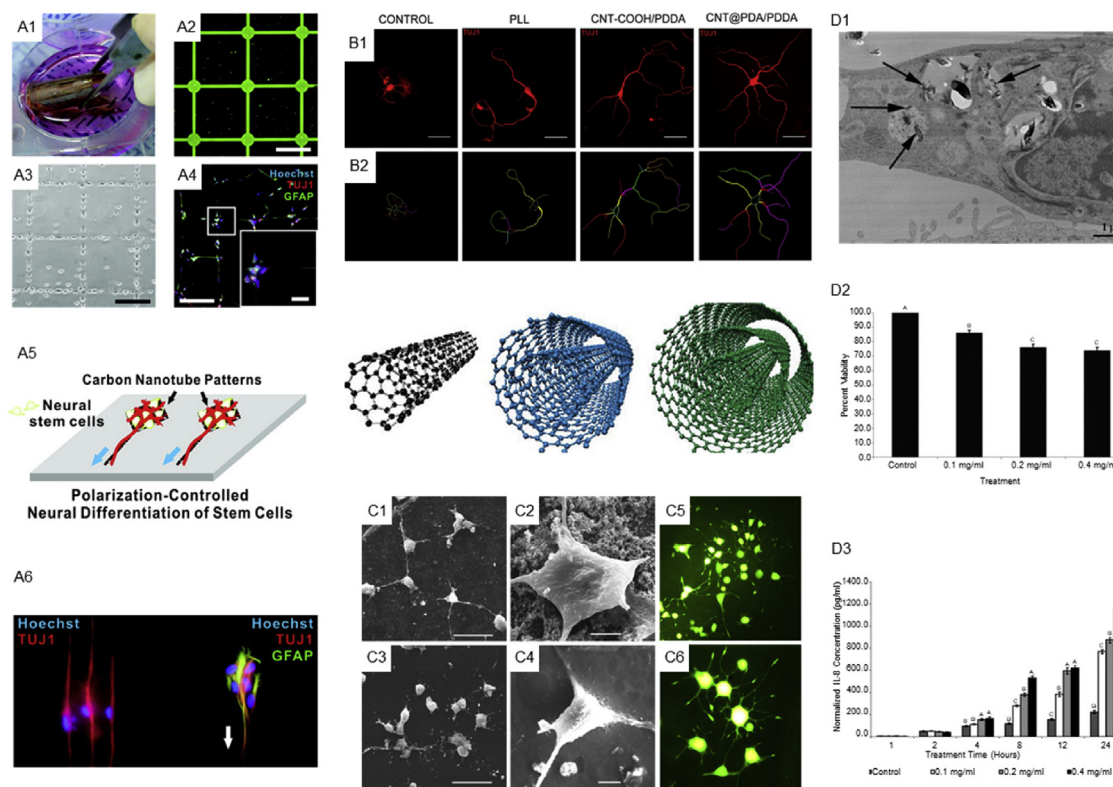 A1
A2
A3
A4
Hoechst
TUJ1
GFAP
A5
Carbon Nanotube Patterns
Neural
stem cells
Polarization-Controlled
Neural Differentiation of Stem Cells
A6
Hoechst
TUJ1
Hoechst
TUJ1
GFAP
CONTROL
PLL
CNT-COOH/PDDA
CNT@PDA/PDDA
B1
TUJ1
TUJ1
TUJ1
TUJ1
B2
C1
C2
C5
C3
C4
C6
D1
D2
100.0
90.0
80.0
70.0
60.0
50.0
40.0
30.0
20.0
10.0
0.0
Percent Viability
A
B
C
C
Control
0.1 mg/ml
0.2 mg/ml
0.4 mg/ml
Treatment
D3
1400.0
1200.0
1000.0
800.0
600.0
400.0
200.0
0.0
Normalized IL-8 Concentration (pg/ml)
1
2
4
8
12
24
Treatment Time (Hours)
Control
0.1 mg/ml
0.2 mg/ml
0.4 mg/ml